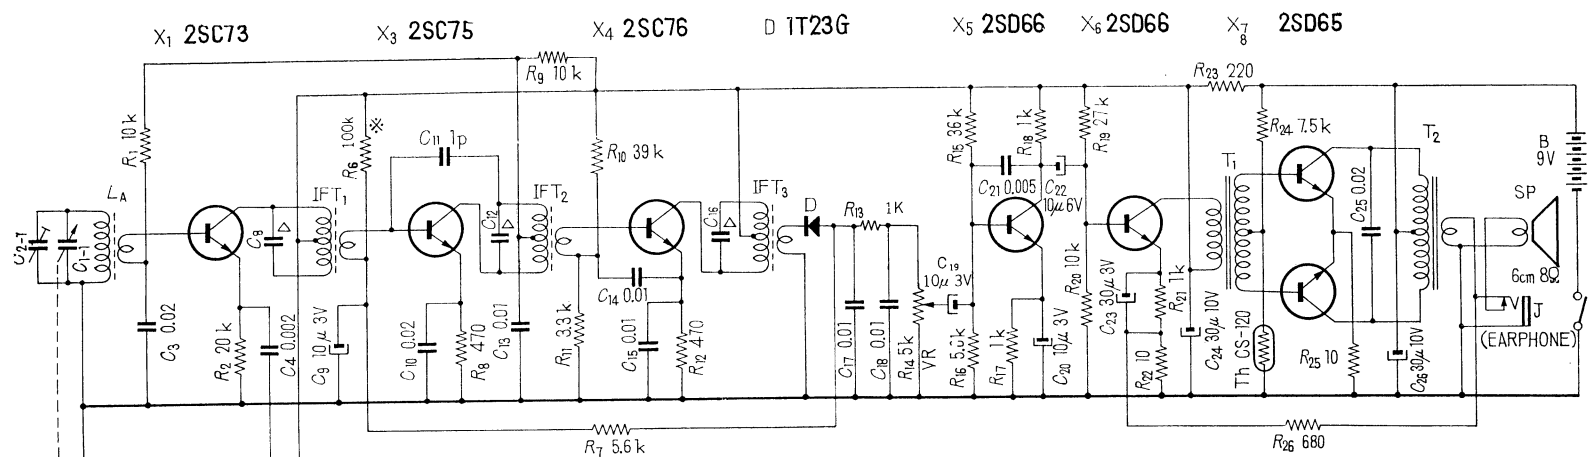 X₁ 2SC73
X₃ 2SC75
X₄ 2SC76
D 1T23G
X₅ 2SD66
X₆ 2SD66
X₇ ₈ 2SD65
R₉ 10k
R₂₃ 220
R₁ 10k
R₆ 100k
※
C₁₁ 1p
R₁₀ 39k
R₁₅ 36k
R₁₈ 1k
R₁₉ 27k
R₂₄ 7.5k
T₁
T₂
B
9V
LA
IFT₁
IFT₂
IFT₃
C₂₁ 0.005
C₂₂
10μ 6V
C₂₅ 0.02
SP
C₂₋₁
C₁₋₁
C₈ △
C₁₂ △
C₁₆ △
D
R₁₃
1K
C₁₄ 0.01
C₁₉
10μ 3V
R₂₀ 10k
R₂₁ 1k
6cm 8Ω
J
(EARPHONE)
C₃ 0.02
R₂ 20k
C₄ 0.002
C₉ 10μ 3V
C₁₀ 0.02
R₈ 470
C₁₃ 0.01
R₁₁ 3.3k
C₁₅ 0.01
R₁₂ 470
C₁₇ 0.01
C₁₈ 0.01
R₁₄ 5k
VR
R₁₆ 5.01k
R₁₇ 1k
C₂₀ 10μ 3V
C₂₃ 30μ 3V
R₂₂ 10
C₂₄ 30μ 10V
Th CS-120
R₂₅ 10
C₂₆ 30μ 10V
R₇ 5.6k
R₂₆ 680